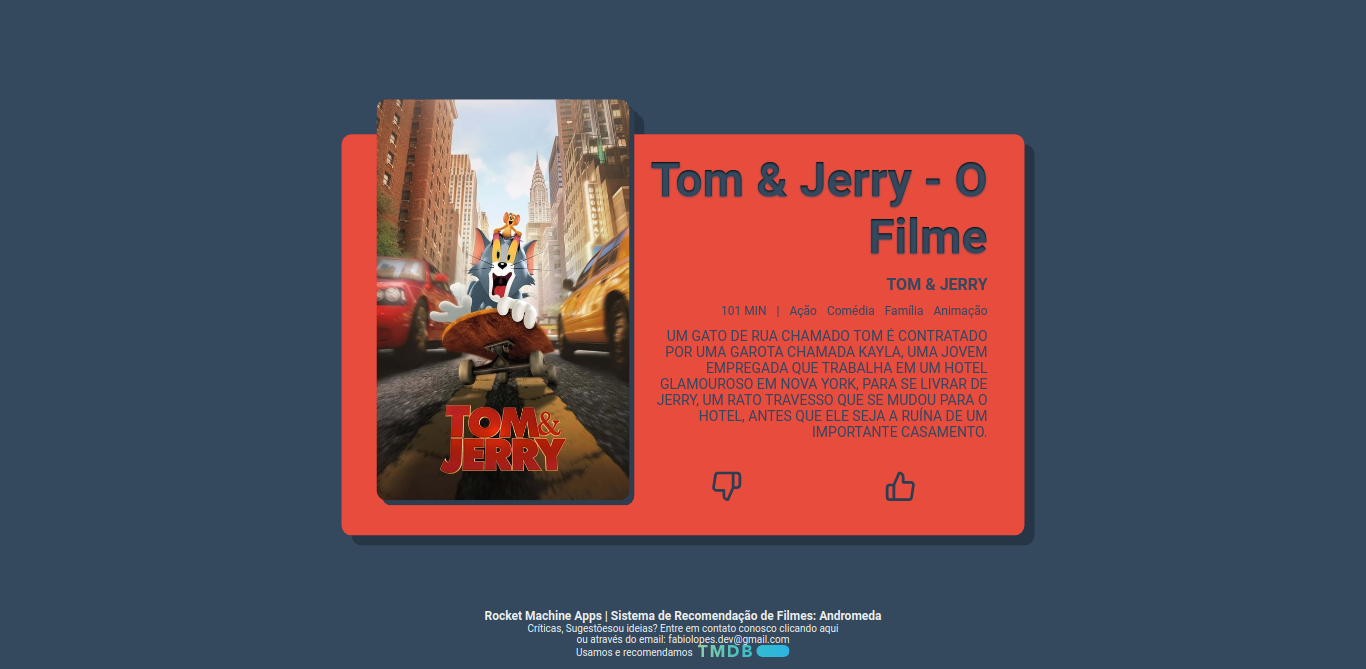 Tom & Jerry - O
Filme
TOM & JERRY
101 MIN | Ação Comédia Família Animação
UM GATO DE RUA CHAMADO TOM É CONTRATADO
POR UMA GAROTA CHAMADA KAYLA, UMA JOVEM
EMPREGADA QUE TRABALHA EM UM HOTEL
GLAMOUROSO EM NOVA YORK, PARA SE LIVRAR DE
JERRY, UM RATO TRAVESSO QUE SE MUDOU PARA O
HOTEL, ANTES QUE ELE SEJA A RUÍNA DE UM
IMPORTANTE CASAMENTO.
TOM&
JERRY
Rocket Machine Apps | Sistema de Recomendação de Filmes: Andromeda
Críticas, Sugestõesou ideias? Entre em contato conosco clicando aqui
ou através do email: fabiolopes.dev@gmail.com
Usamos e recomendamos TMDB